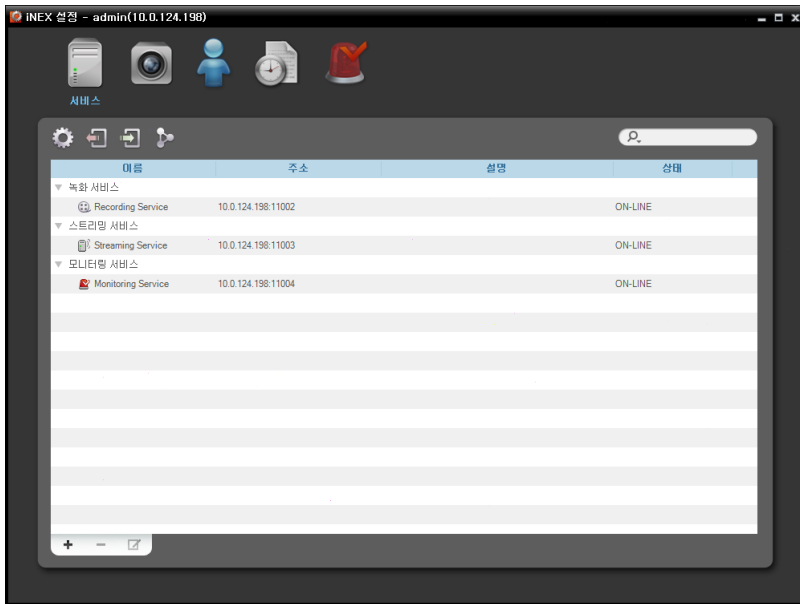 iNEX 설정 - admin(10.0.124.198)
서비스
이름 주소 설명 상태
녹화 서비스
Recording Service 10.0.124.198:11002 ON-LINE
스트리밍 서비스
Streaming Service 10.0.124.198:11003 ON-LINE
모니터링 서비스
Monitoring Service 10.0.124.198:11004 ON-LINE